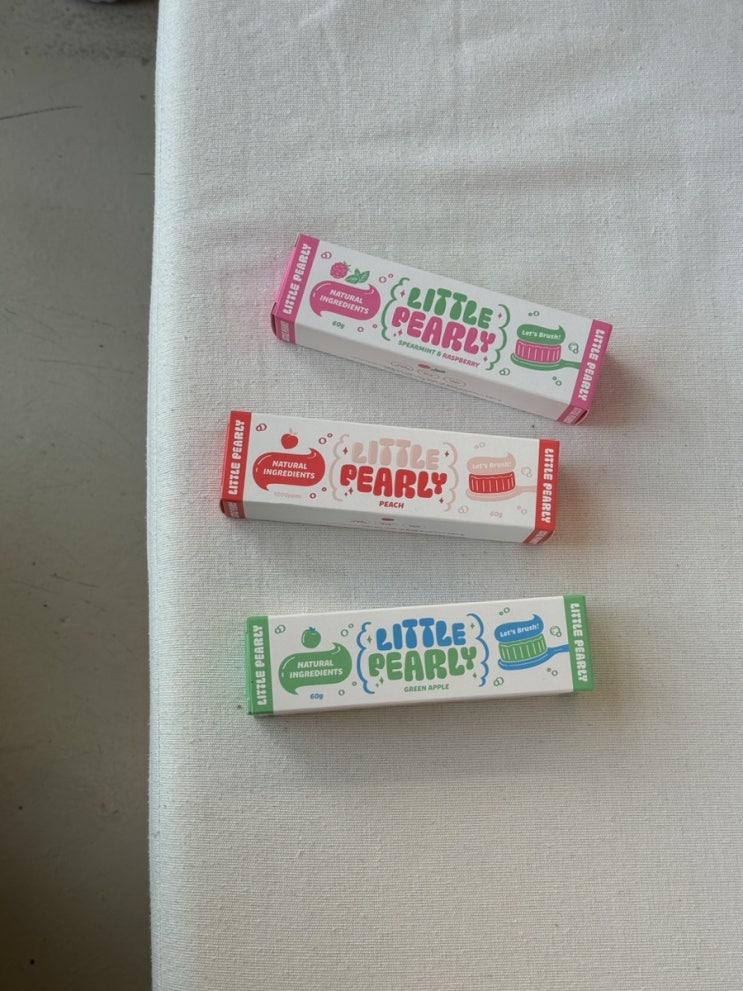 LITTLE PEARLY
NATURAL
INGREDIENTS
60g
LITTLE
PEARLY
SPEARMINT & RASPBERRY
Let's Brush!
LITTLE PEARLY
LITTLE PEARLY
NATURAL
INGREDIENTS
1000ppm
LITTLE
PEARLY
PEACH
Let's Brush!
60g
LITTLE PEARLY
LITTLE PEARLY
NATURAL
INGREDIENTS
60g
LITTLE
PEARLY
GREEN APPLE
Let's Brush!
LITTLE PEARLY